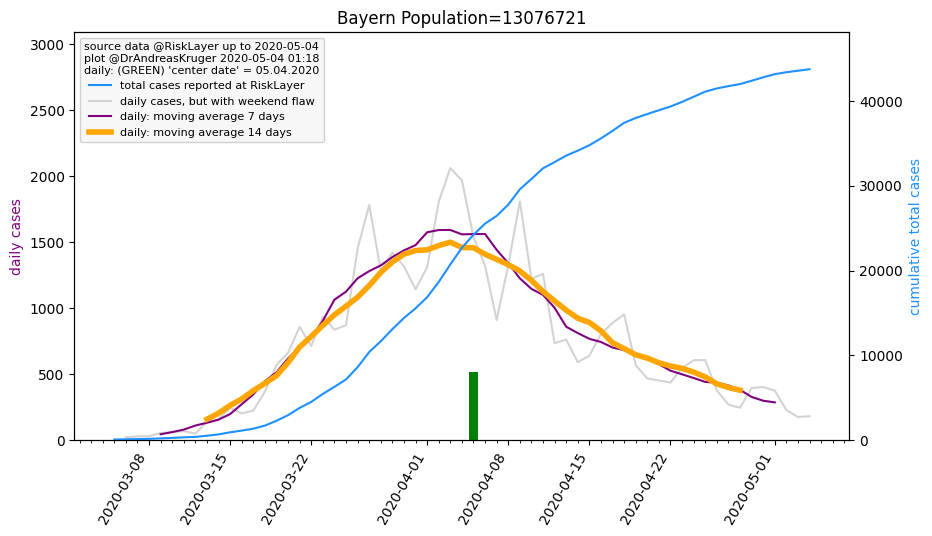 Bayern Population=13076721
source data @RiskLayer up to 2020-05-04
plot @DrAndreasKruger 2020-05-04 01:18
daily: (GREEN) 'center date' = 05.04.2020
total cases reported at RiskLayer
daily cases, but with weekend flaw
daily: moving average 7 days
daily: moving average 14 days
daily cases
3000
2500
2000
1500
1000
500
0
40000
30000
20000
10000
0
cumulative total cases
2020-03-08
2020-03-15
2020-03-22
2020-04-01
2020-04-08
2020-04-15
2020-04-22
2020-05-01